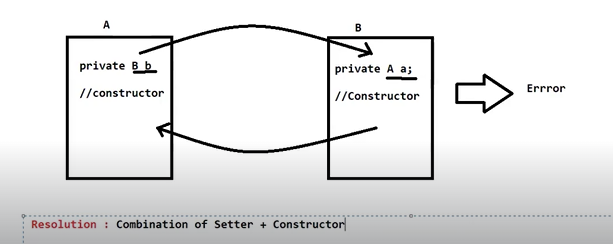 A
B
private B b
//constructor
private A a;
//Constructor
Errror
Resolution : Combination of Setter + Constructor